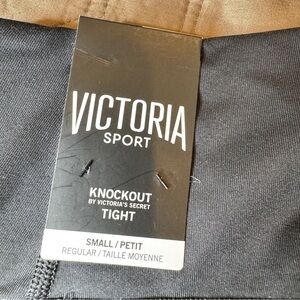 VICTORIA
SPORT
KNOCKOUT
BY VICTORIA'S SECRET
TIGHT
SMALL / PETIT
REGULAR / TAILLE MOYENNE